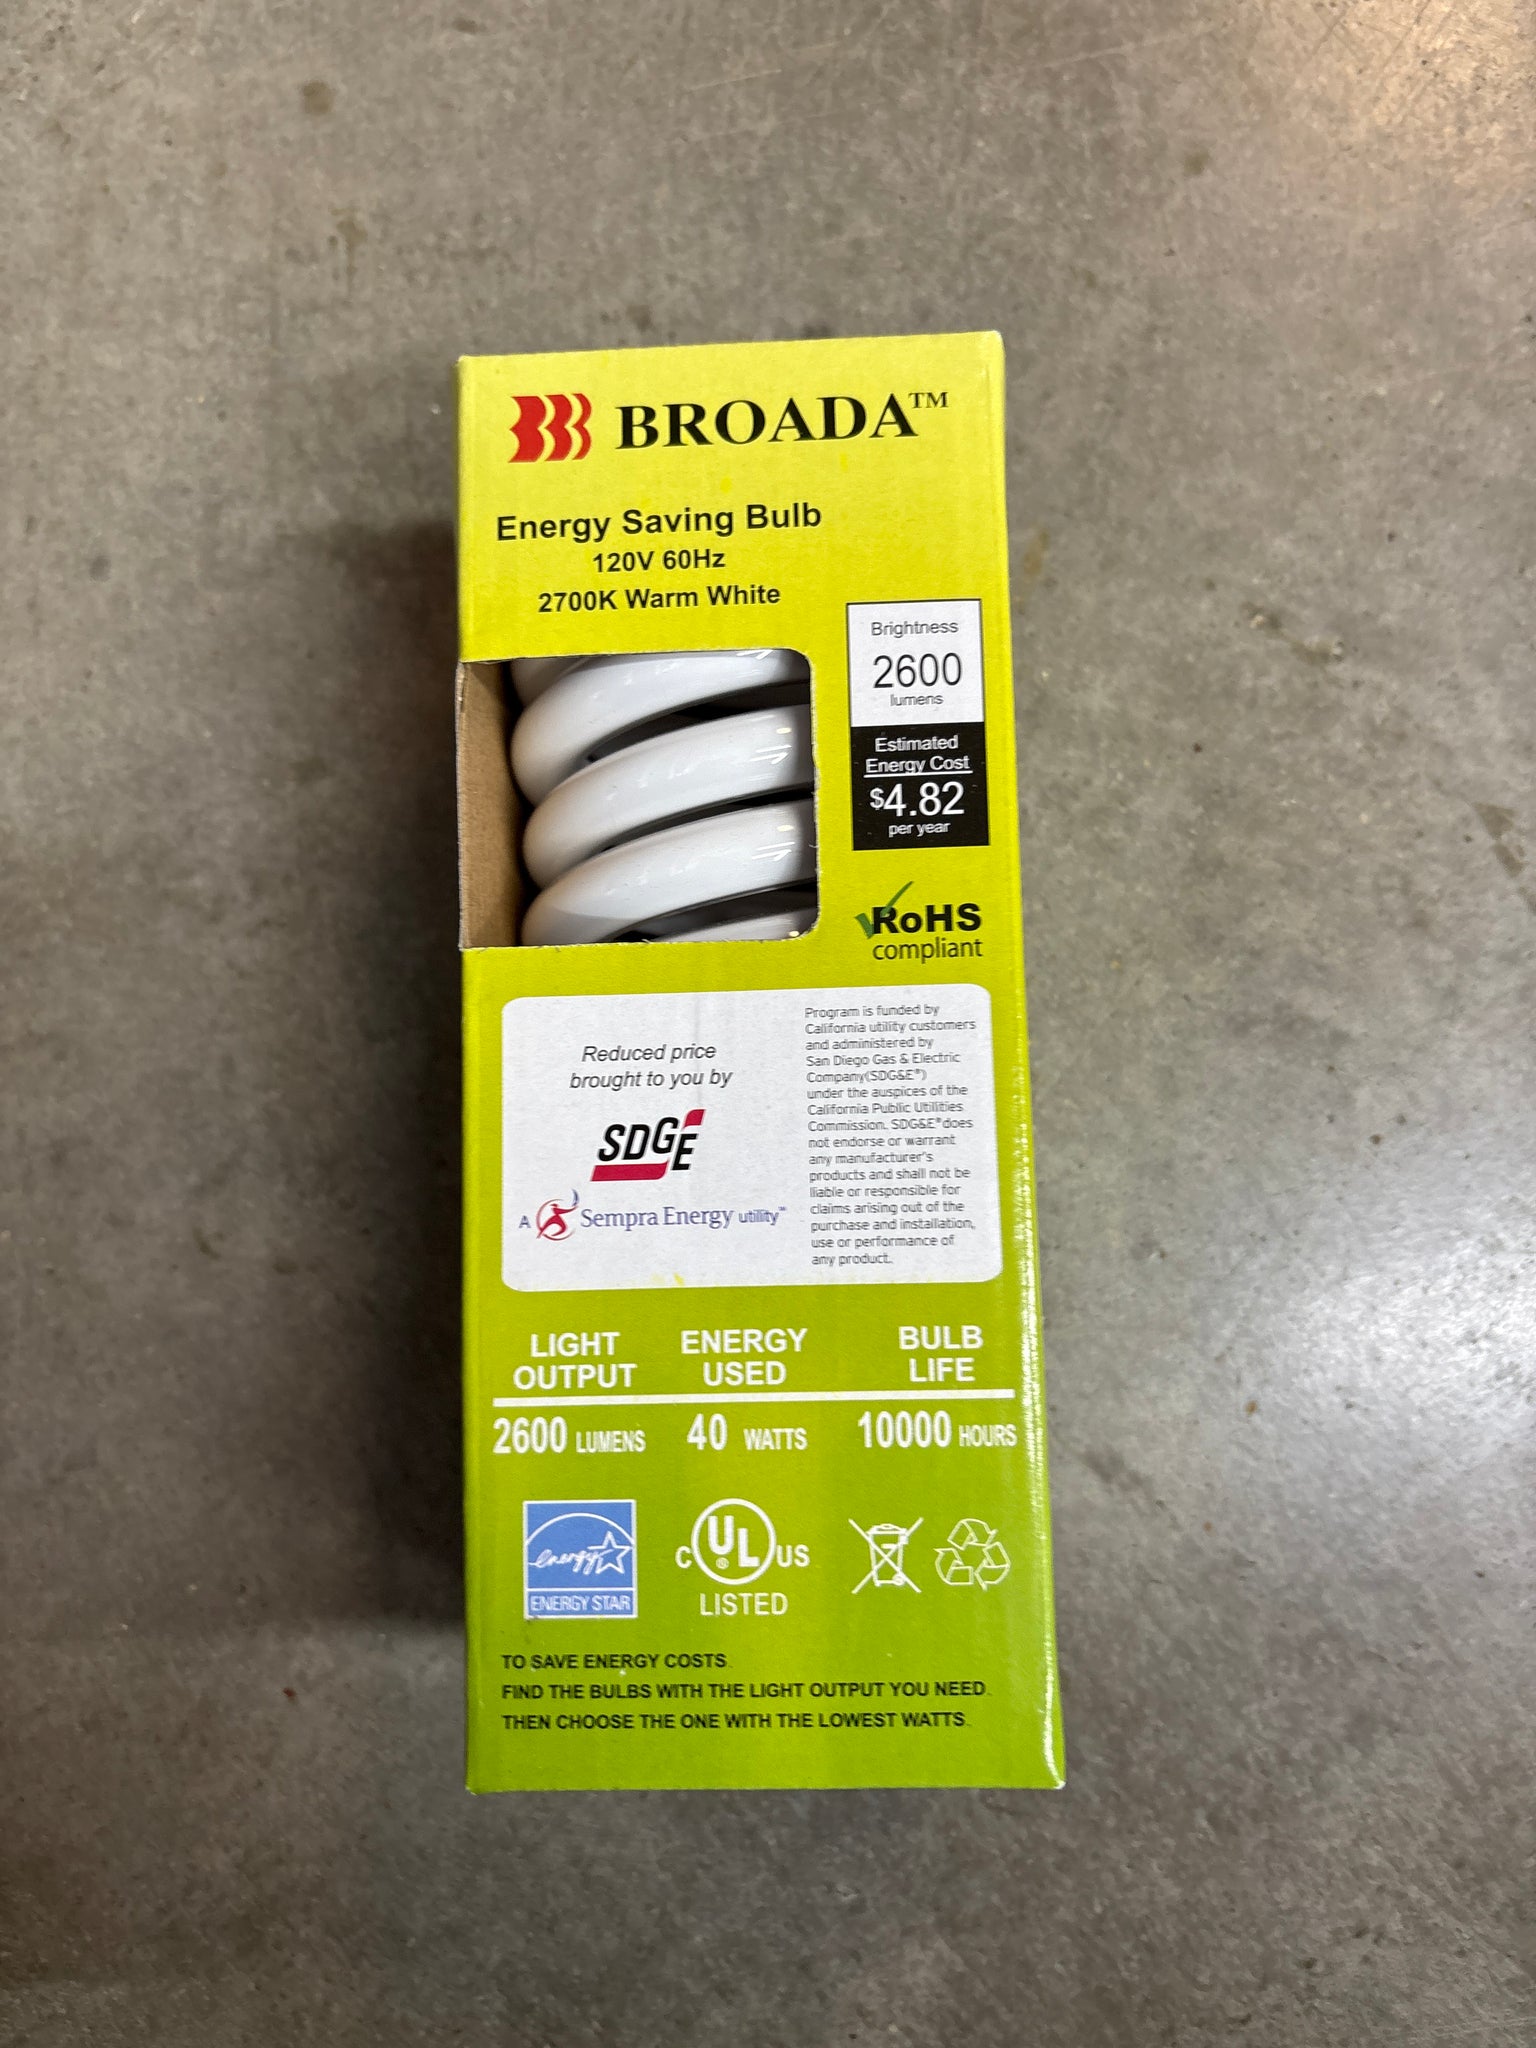 BROADA™
Energy Saving Bulb
120V 60Hz
2700K Warm White
Brightness
2600
lumens
Estimated
Energy Cost
$4.82
per year
RoHS
compliant
Reduced price
brought to you by
SDGE
A Sempra Energy utility™
Program is funded by
California utility customers
and administered by
San Diego Gas & Electric
Company(SDG&E®)
under the auspices of the
California Public Utilities
Commission. SDG&E® does
not endorse or warrant
any manufacturer's
products and shall not be
liable or responsible for
claims arising out of the
purchase and installation,
use or performance of
any product.
LIGHT OUTPUT
ENERGY USED
BULB LIFE
2600 LUMENS
40 WATTS
10000 HOURS
energy
ENERGY STAR
C UL® US
LISTED
TO SAVE ENERGY COSTS.
FIND THE BULBS WITH THE LIGHT OUTPUT YOU NEED.
THEN CHOOSE THE ONE WITH THE LOWEST WATTS.